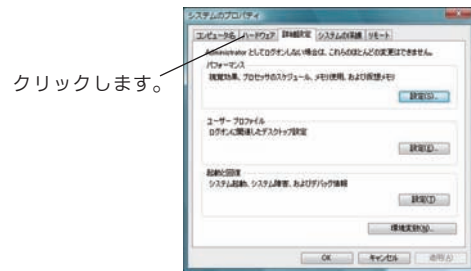 システムのプロパティ
コンピュータ名 ハードウェア 詳細設定 システムの保護 リモート
Administrator としてログオンしない場合は、これらのほとんどの変更はできません。
パフォーマンス
視覚効果、プロセッサのスケジュール、メモリ使用、および仮想メモリ
設定(S)...
クリックします。
ユーザー プロファイル
ログオンに関連したデスクトップ設定
設定(E)...
起動と回復
システム起動、システム障害、およびデバッグ情報
設定(T)
環境変数(N)...
OK キャンセル 適用(A)